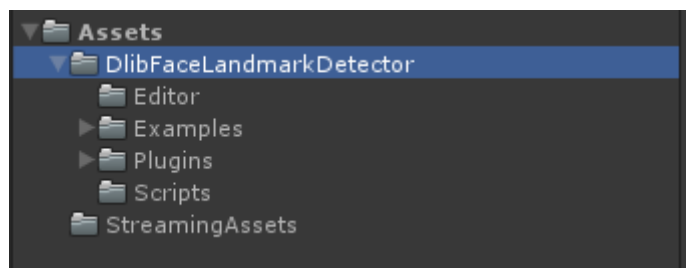 Assets
DlibFaceLandmarkDetector
Editor
Examples
Plugins
Scripts
StreamingAssets